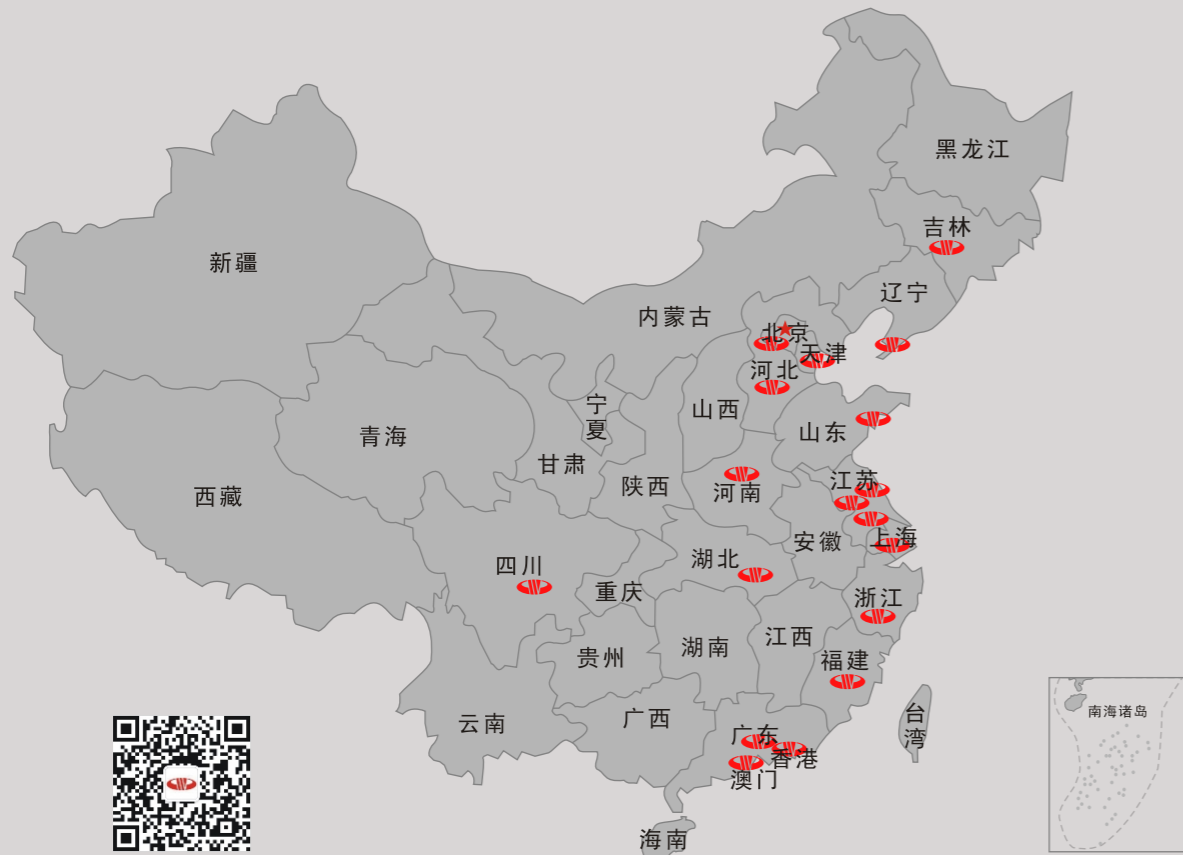 黑龙江
吉林
新疆
辽宁
内蒙古
北京
天津
河北
宁夏
山西
山东
青海
甘肃
陕西
江苏
河南
西藏
上海
安徽
湖北
四川
重庆
浙江
江西
湖南
贵州
福建
南海诸岛
广西
云南
台湾
广东
香港
澳门
海南